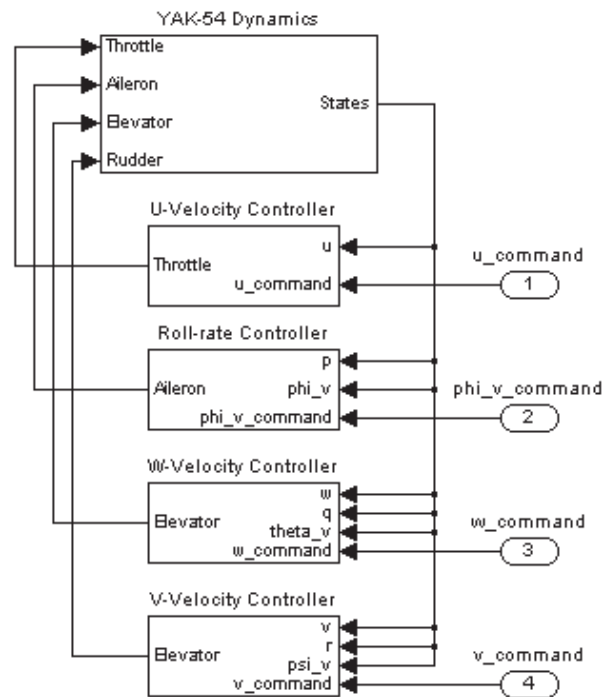 YAK-54 Dynamics
Throttle
Aileron
Elevator
Rudder
States
U-Velocity Controller
u
Throttle
u_command
u_command
1
Roll-rate Controller
p
Aileron
phi_v
phi_v_command
phi_v_command
2
W-Velocity Controller
w
q
Elevator
theta_v
w_command
w_command
3
V-Velocity Controller
v
r
Elevator
psi_v
v_command
v_command
4